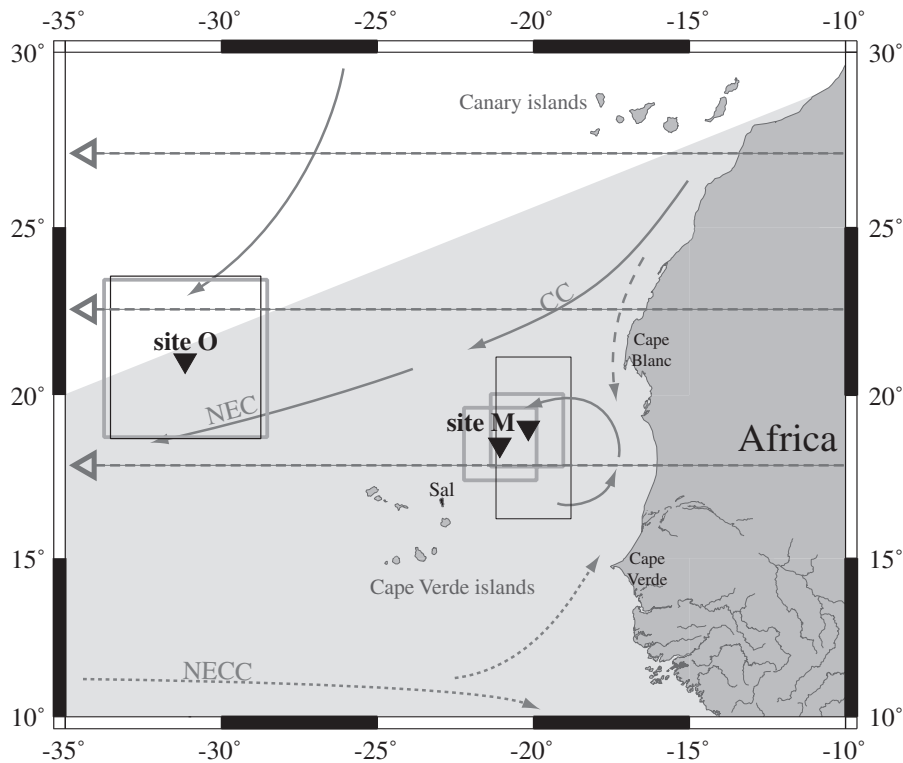 -35° -30° -25° -20° -15° -10°
30° 30°
Canary islands
25° 25°
CC
site O
Cape
Blanc
20° 20°
NEC
site M
Africa
Sal
15° 15°
Cape
Verde
Cape Verde islands
NECC
10° 10°
-35° -30° -25° -20° -15° -10°